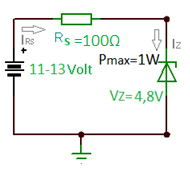 Rs =100Ω
IRS
IZ
Pmax=1W
+
11-13Volt
VZ=4,8V